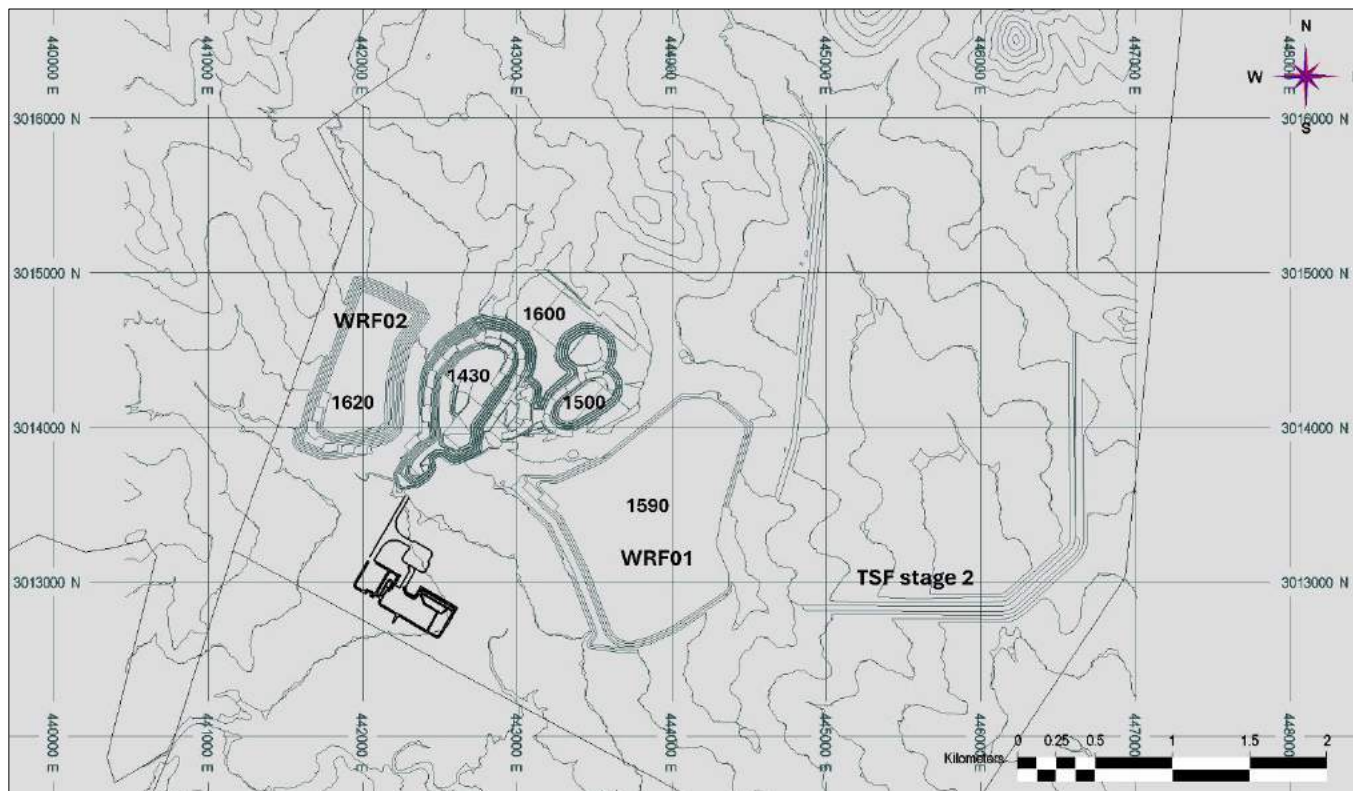 N
440000 E
441000 E
442000 E
443000 E
444000 E
445000 E
446000 E
447000 E
448000 E
W
S
3016000 N
3016000 N
3015000 N
3015000 N
1600
WRF02
1430
1620
1500
3014000 N
3014000 N
1590
WRF01
TSF stage 2
3013000 N
3013000 N
440000 E
441000 E
442000 E
443000 E
444000 E
445000 E
446000 E
447000 E
448000 E
0 0.25 0.5 1 1.5 2
Kilometers